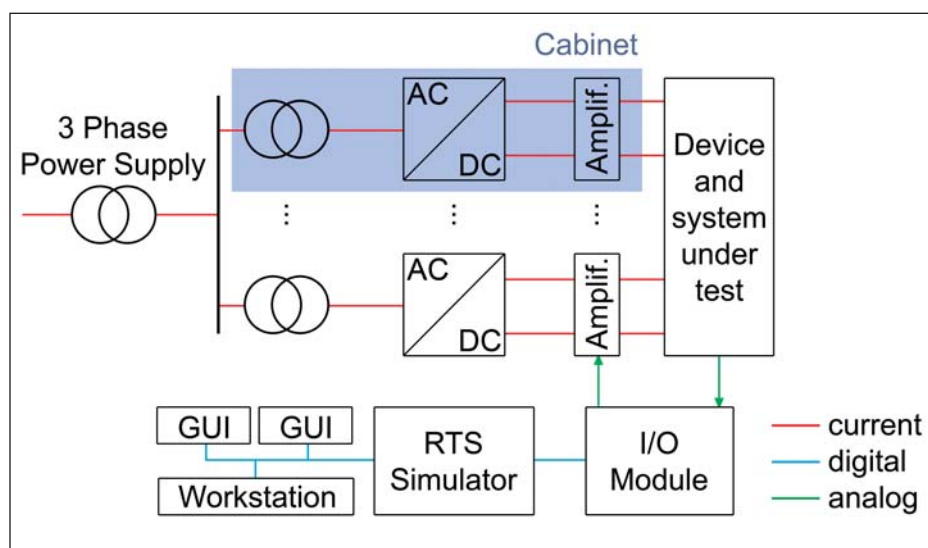 Cabinet
3 Phase
Power Supply
AC
DC
Amplif.
Device
and
system
under
test
⋮
⋮
⋮
AC
DC
Amplif.
GUI
GUI
Workstation
RTS
Simulator
I/O
Module
current
digital
analog